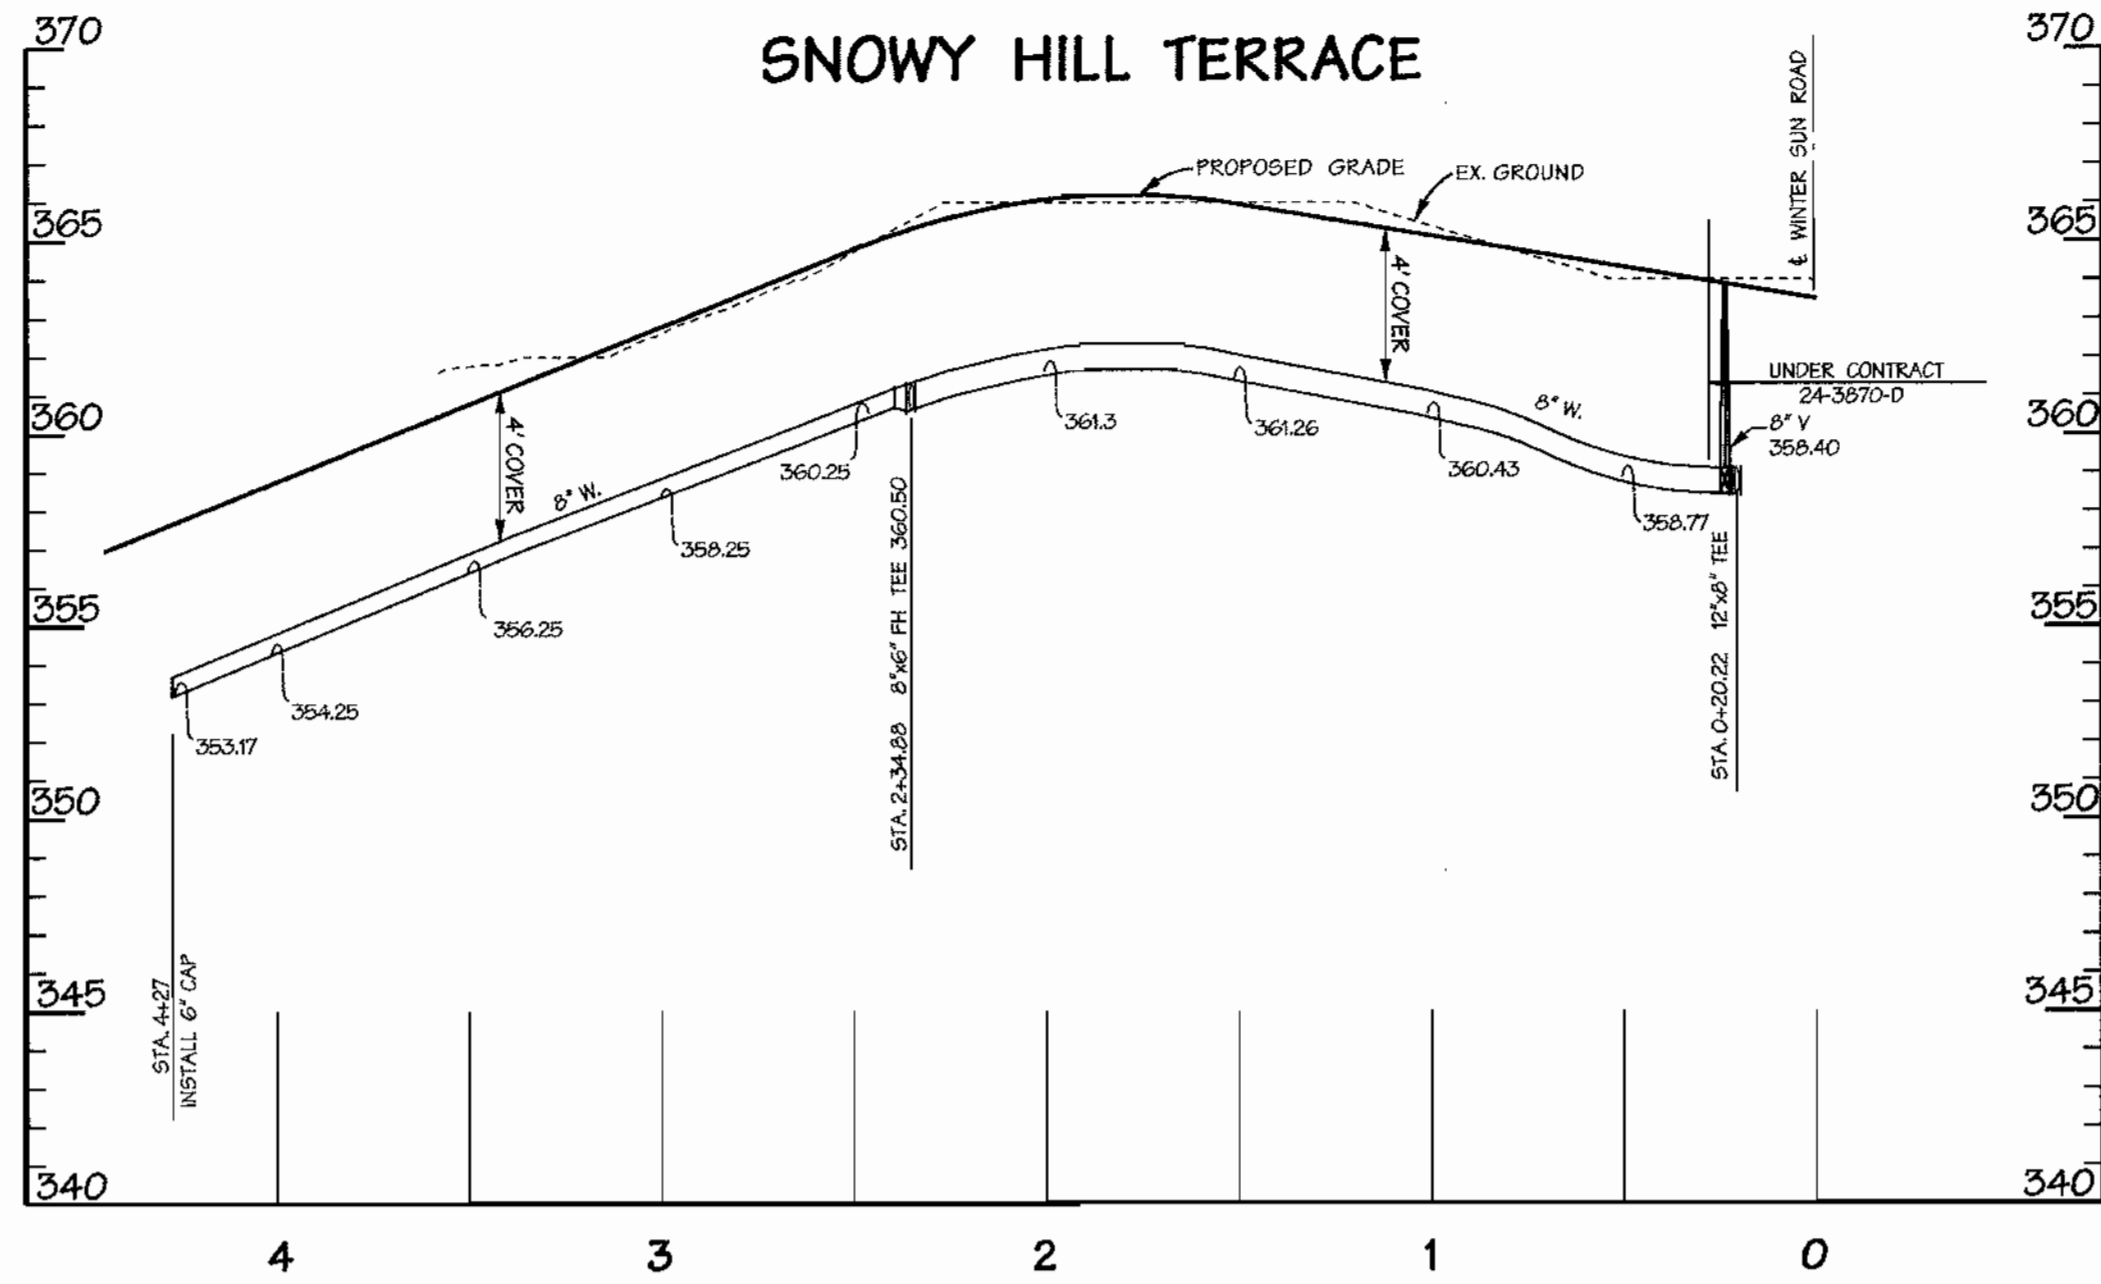 SNOWY HILL TERRACE
370
365
360
355
350
345
340
370
365
360
355
350
345
340
PROPOSED GRADE
EX. GROUND
℄ WINTER SUN ROAD
4' COVER
4' COVER
UNDER CONTRACT
24-3870-D
8" V
358.40
8" W.
8" W.
353.17
354.25
356.25
358.25
360.25
361.3
361.26
360.43
358.77
STA. 4+27
INSTALL 6" CAP
STA. 2+34.88 8"x6" FH TEE 360.50
STA. 0+20.22 12"x8" TEE
4
3
2
1
0